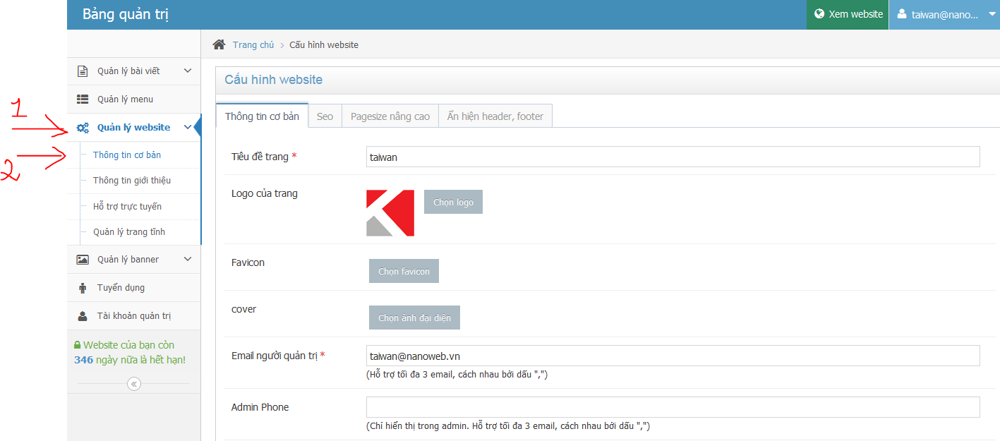 Bảng quản trị
Xem website
taiwan@nano...
Trang chủ > Cấu hình website
Quản lý bài viết
Quản lý menu
1
Quản lý website
2
Thông tin cơ bản
Thông tin giới thiệu
Hỗ trợ trực tuyến
Quản lý trang tĩnh
Quản lý banner
Tuyển dụng
Tài khoản quản trị
Website của bạn còn
346 ngày nữa là hết hạn!
Cấu hình website
Thông tin cơ bản
Seo
Pagesize nâng cao
Ẩn hiện header, footer
Tiêu đề trang *
taiwan
Logo của trang
Chọn logo
Favicon
Chọn favicon
cover
Chọn ảnh đại diện
Email người quản trị *
taiwan@nanoweb.vn
(Hỗ trợ tối đa 3 email, cách nhau bởi dấu ",")
Admin Phone
(Chỉ hiển thị trong admin. Hỗ trợ tối đa 3 email, cách nhau bởi dấu ",")